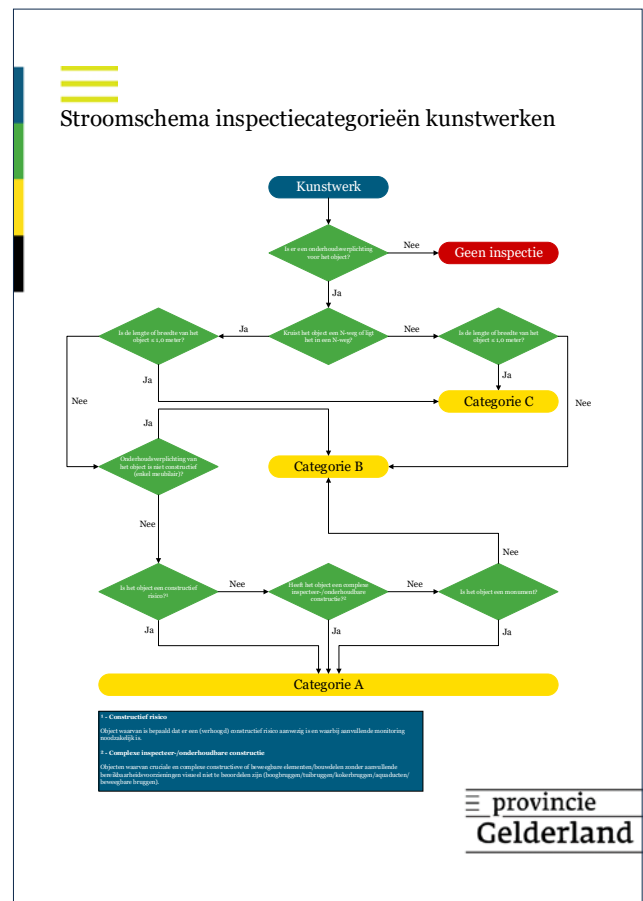 Stroomschema inspectiecategorieën kunstwerken
Kunstwerk
Is er een onderhoudsverplichting
voor het object?
Nee
Geen inspectie
Ja
Is de lengte of breedte van het
object ≤ 1,0 meter?
Ja
Kruist het object een N-weg of ligt
het in een N-weg?
Nee
Is de lengte of breedte van het
object ≤ 1,0 meter?
Ja
Ja
Categorie C
Nee
Nee
Ja
Onderhoudsverplichting van
het object is niet constructief
(enkel meubilair)?
Categorie B
Nee
Nee
Is het object een constructief
risico?¹
Nee
Heeft het object een complexe
inspecteer-/onderhoudbare
constructie?²
Nee
Is het object een monument?
Ja
Ja
Ja
Categorie A
¹ - Constructief risico
Object waarvan is bepaald dat er een (verhoogd) constructief risico aanwezig is en waarbij aanvullende monitoring
noodzakelijk is.
² - Complexe inspecteer-/onderhoudbare constructie
Objecten waarvan cruciale en complexe constructieve of beweegbare elementen/bouwdelen zonder aanvullende
bereikbaarheidsvoorzieningen visueel niet te beoordelen zijn (boogbruggen/tuibruggen/kokerbruggen/aquaducten/
beweegbare bruggen).
provincie
Gelderland